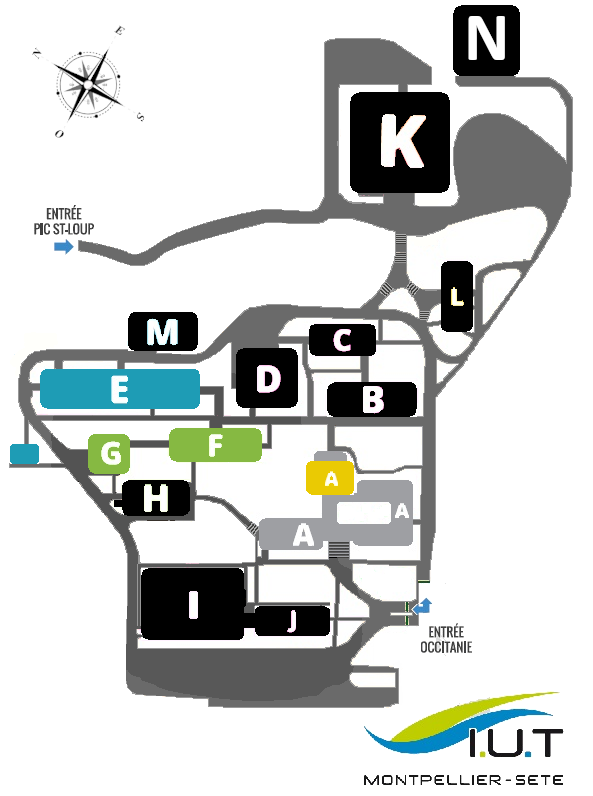 N
E
N
K
S
O
ENTRÉE
PIC ST-LOUP
L
M
C
D
E
B
F
G
A
H
A
A
I
J
ENTRÉE
OCCITANIE
I.U.T
MONTPELLIER-SETE